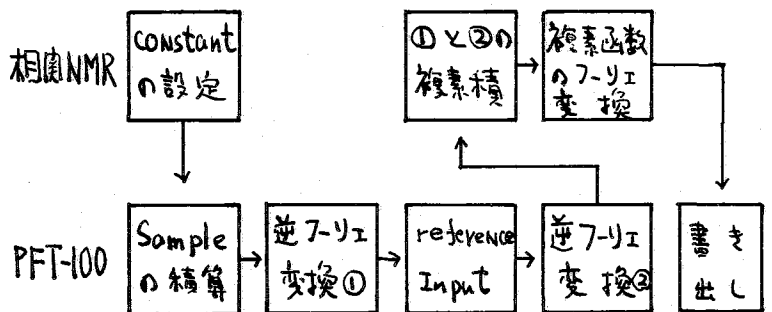 相関NMR
constant
の設定
①と②の
複素積
複素函数
のフーリエ
変換
PFT-100
Sample
の積算
逆フーリエ
変換①
reference
Input
逆フーリエ
変換②
書き
出し